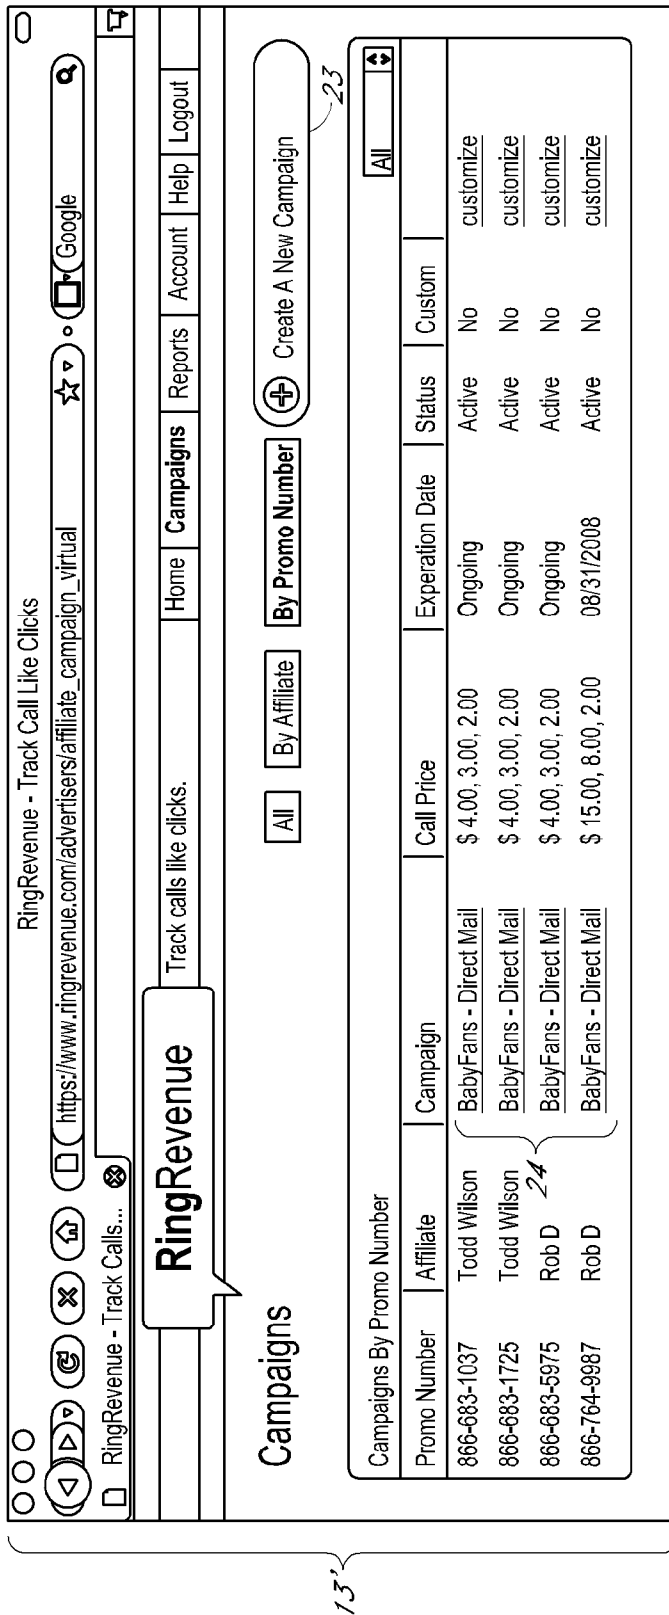 RingRevenue - Track Call Like Clicks
https://www.ringrevenue.com/advertisers/affiliate_campaign_virtual
Google
RingRevenue - Track Calls...
RingRevenue
Track calls like clicks.
Home Campaigns Reports Account Help Logout
Campaigns
All By Affiliate By Promo Number Create A New Campaign
23
Campaigns By Promo Number All
Promo Number Affiliate Campaign Call Price Experation Date Status Custom
866-683-1037 Todd Wilson BabyFans - Direct Mail $ 4.00, 3.00, 2.00 Ongoing Active No customize
866-683-1725 Todd Wilson BabyFans - Direct Mail $ 4.00, 3.00, 2.00 Ongoing Active No customize
866-683-5975 Rob D BabyFans - Direct Mail $ 4.00, 3.00, 2.00 Ongoing Active No customize
866-764-9987 Rob D BabyFans - Direct Mail $ 15.00, 8.00, 2.00 08/31/2008 Active No customize
24
13'